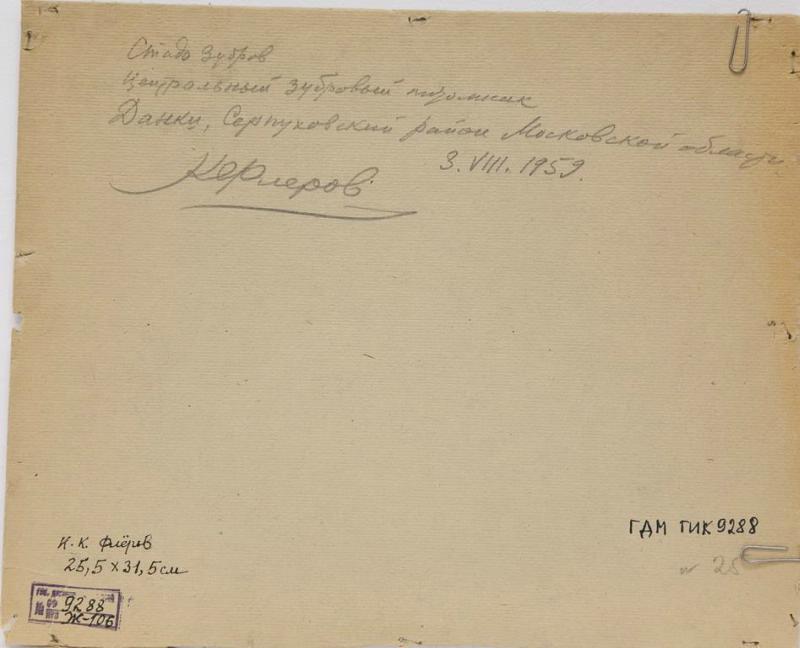 Стадо Зубров
Центральный зубровый питомник
Данки, Серпуховский район Московской области.
3. VIII. 1959.
К. К. Флёров
25,5 x 31,5 см
ГДМ ГИК 9288
№ 25
9288
Ж-106